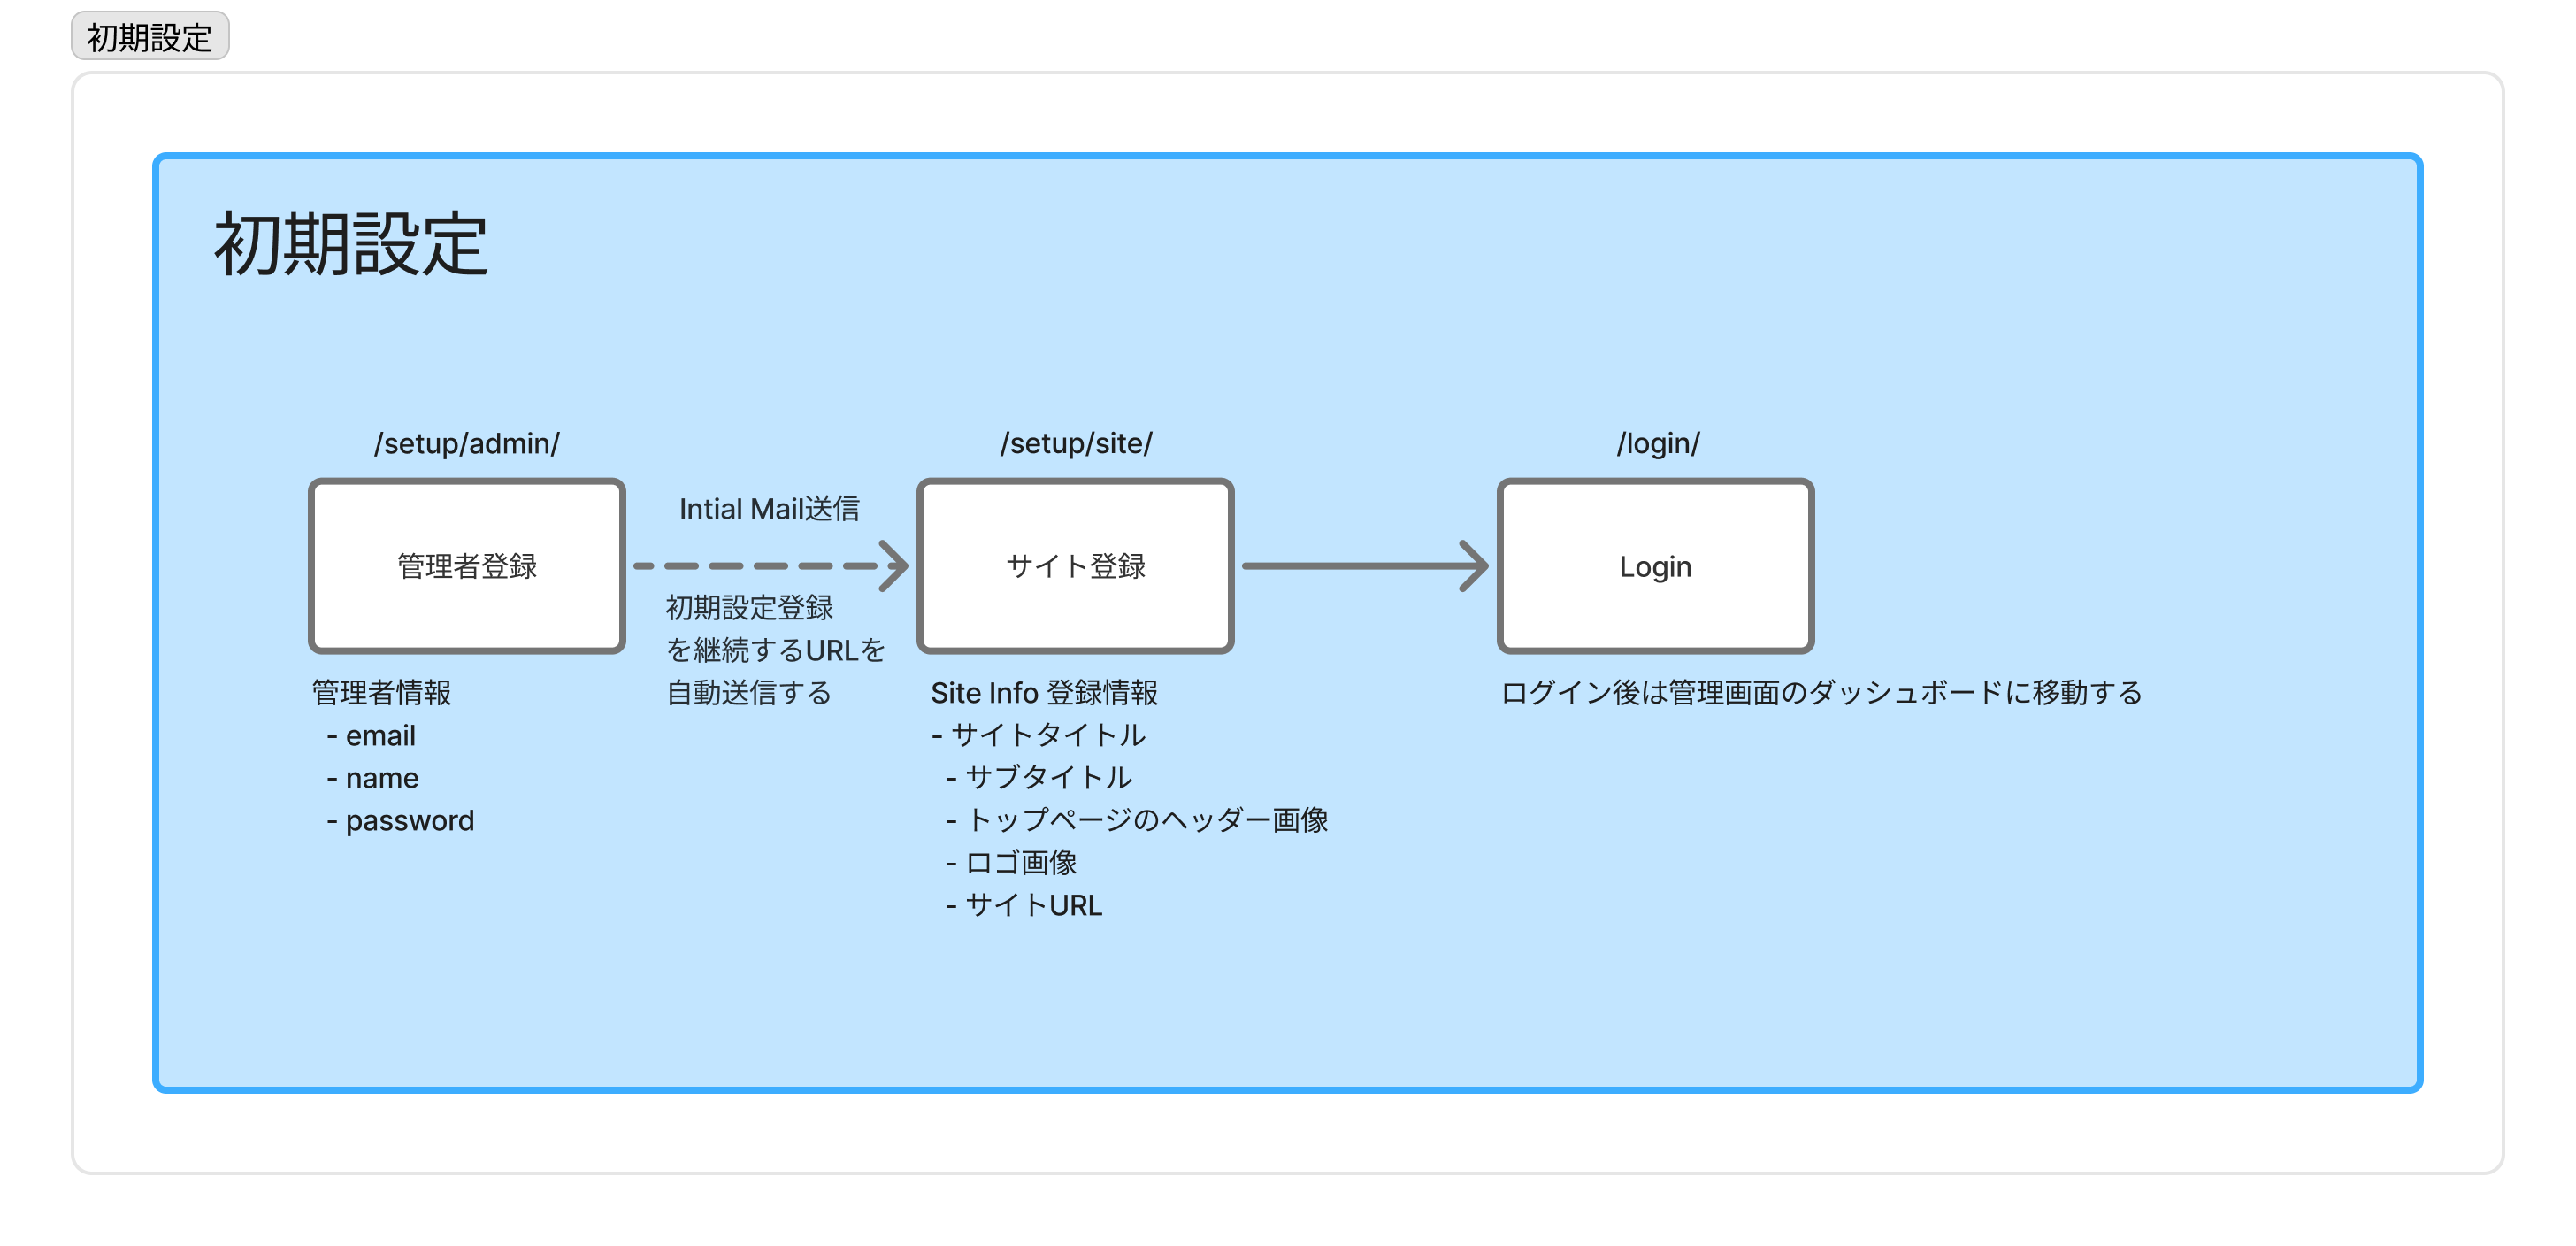 初期設定
初期設定
/setup/admin/
管理者登録
管理者情報
- email
- name
- password
Intial Mail送信
初期設定登録
を継続するURLを
自動送信する
/setup/site/
サイト登録
Site Info 登録情報
- サイトタイトル
- サブタイトル
- トップページのヘッダー画像
- ロゴ画像
- サイトURL
/login/
Login
ログイン後は管理画面のダッシュボードに移動する